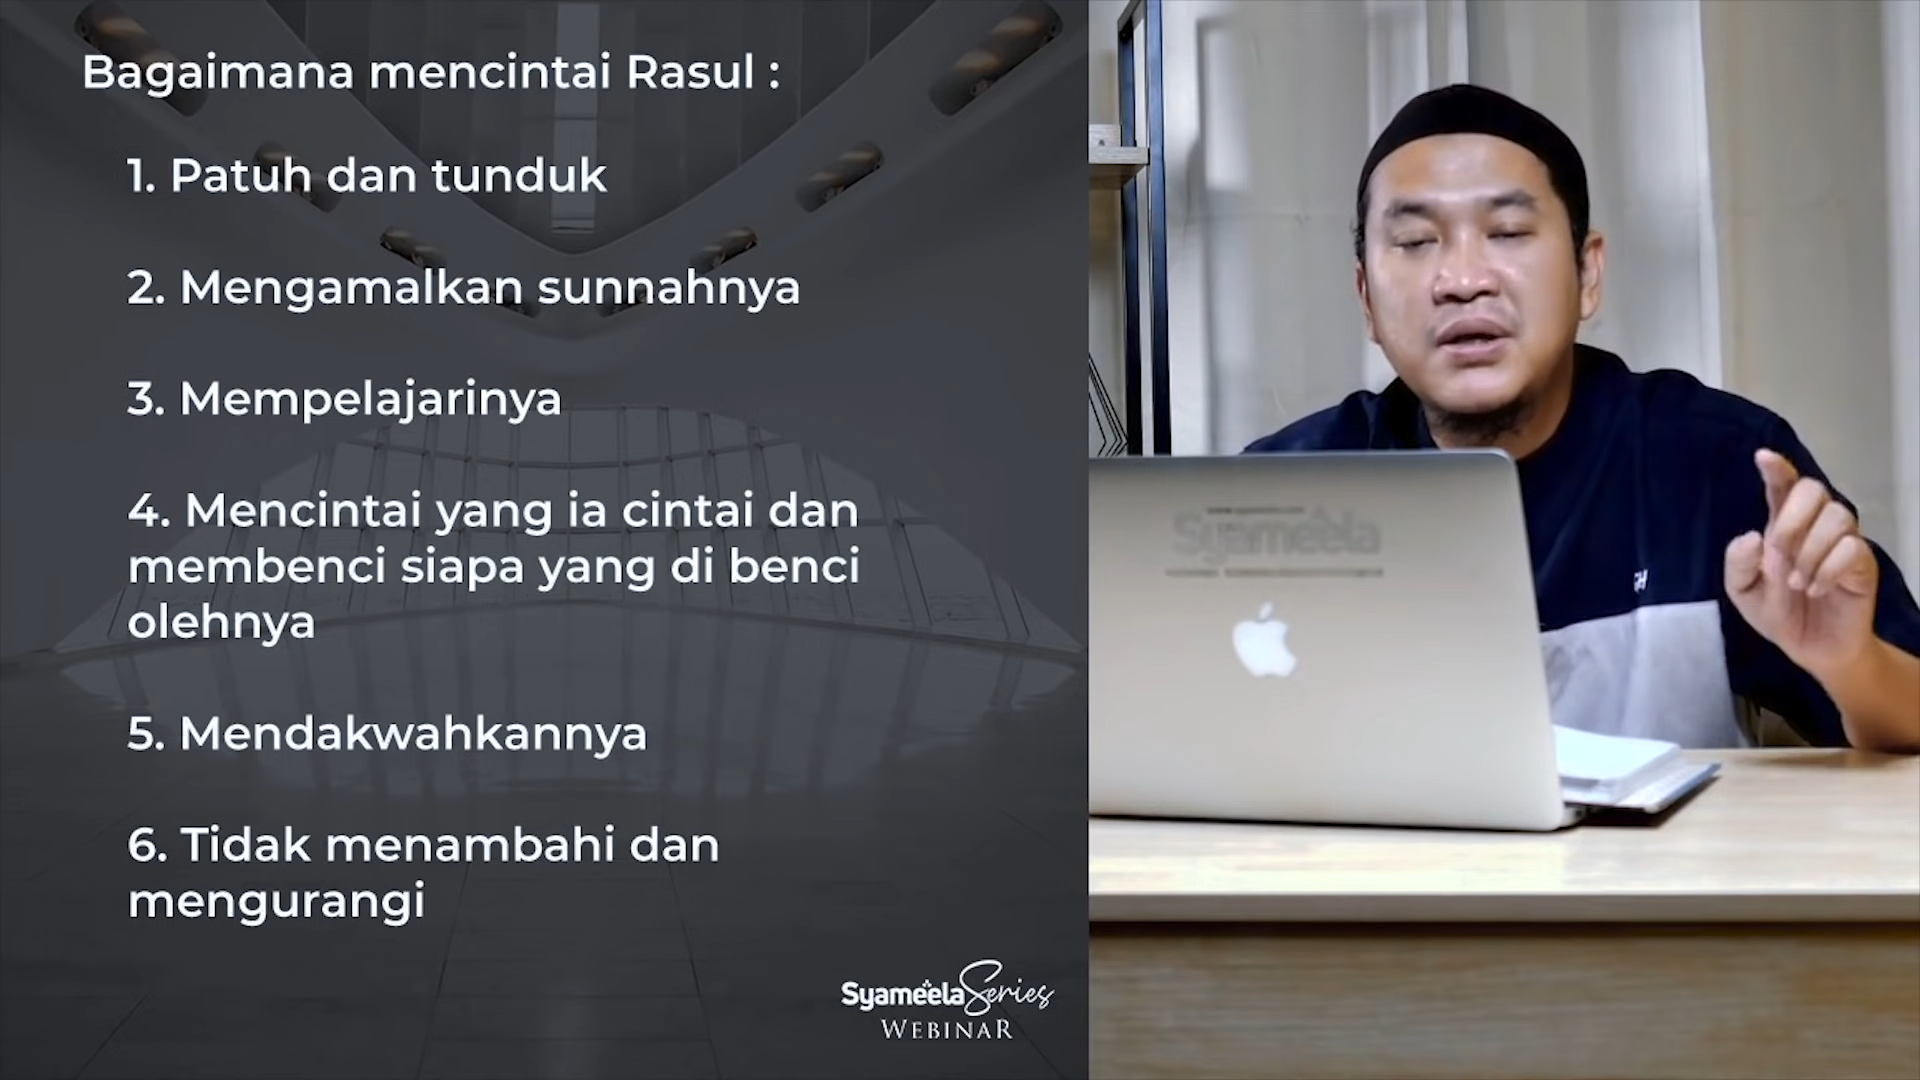 Bagaimana mencintai Rasul :
1. Patuh dan tunduk
2. Mengamalkan sunnahnya
3. Mempelajarinya
4. Mencintai yang ia cintai dan
membenci siapa yang di benci
olehnya
5. Mendakwahkannya
6. Tidak menambahi dan
mengurangi
Syameela Series
WEBINAR
Syameela